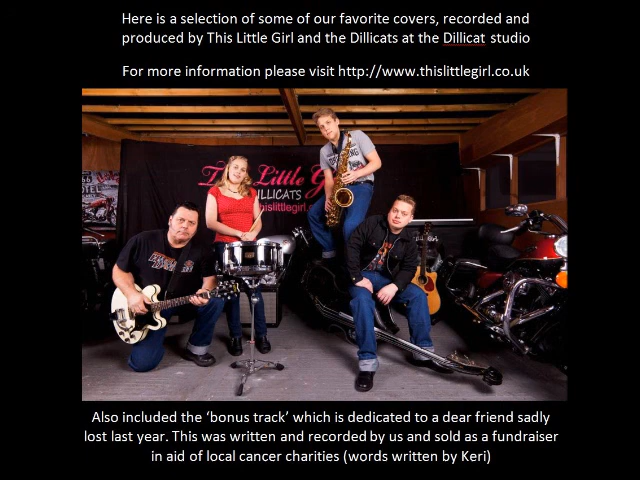 Here is a selection of some of our favorite covers, recorded and
produced by This Little Girl and the Dillicats at the Dillicat studio
For more information please visit http://www.thislittlegirl.co.uk
Little
DILLICATS
thislittlegirl.
Also included the ‘bonus track’ which is dedicated to a dear friend sadly
lost last year. This was written and recorded by us and sold as a fundraiser
in aid of local cancer charities (words written by Keri)